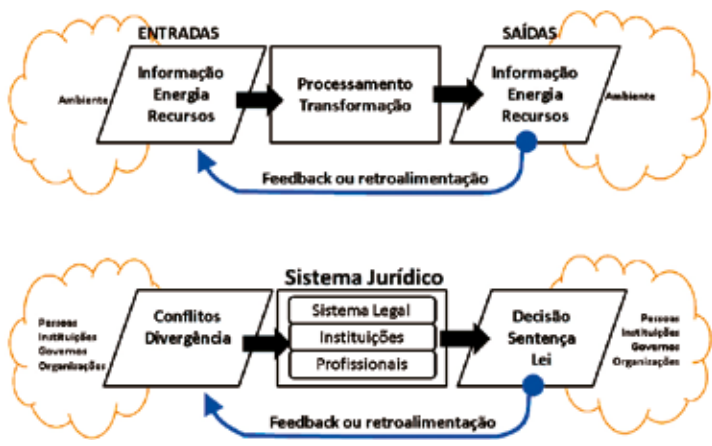 ENTRADAS
SAÍDAS
Ambiente
Informação
Energia
Recursos
Processamento
Transformação
Informação
Energia
Recursos
Ambiente
Feedback ou retroalimentação
Sistema Jurídico
Pessoas
Instituições
Governos
Organizações
Conflitos
Divergência
Sistema Legal
Instituições
Profissionais
Decisão
Sentença
Lei
Pessoas
Instituições
Governos
Organizações
Feedback ou retroalimentação